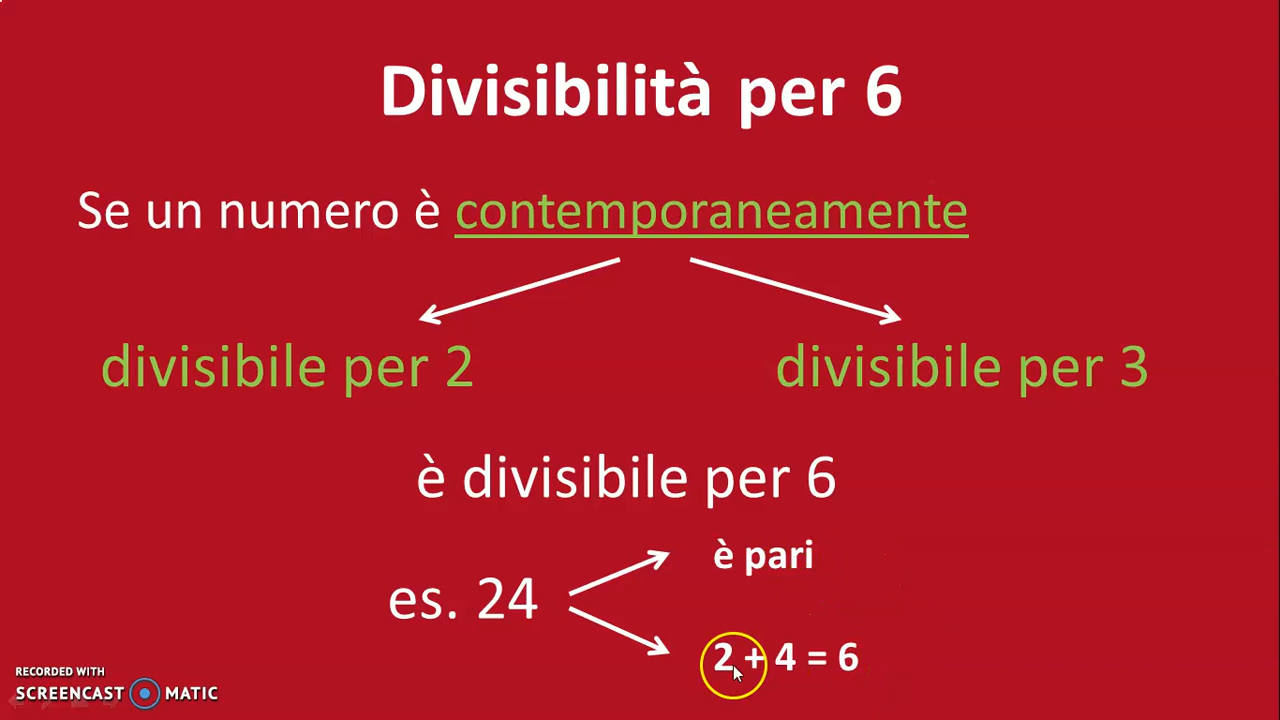 Divisibilità per 6
Se un numero è contemporaneamente
divisibile per 2
divisibile per 3
è divisibile per 6
è pari
es. 24
2 + 4 = 6
RECORDED WITH
SCREENCAST MATIC